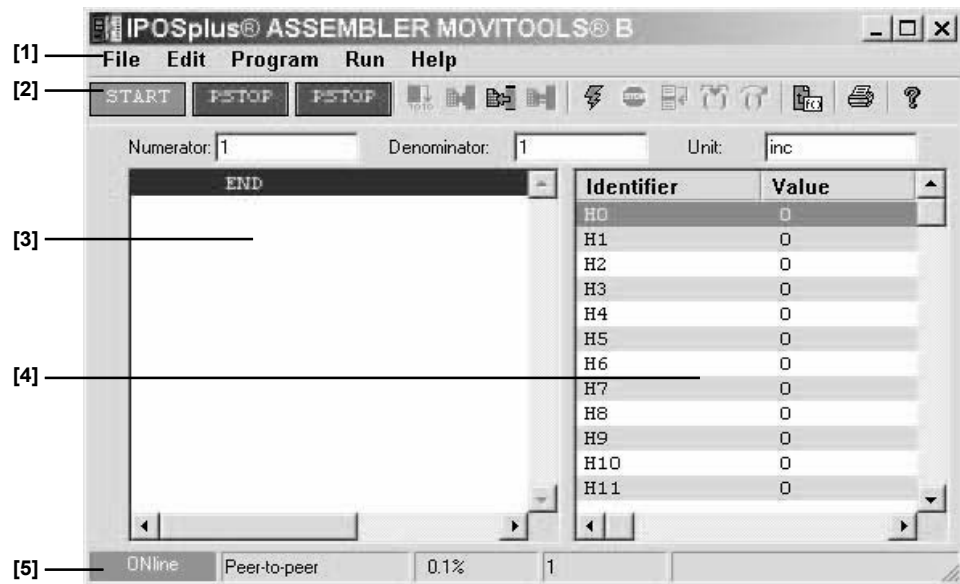 IPOSplus® ASSEMBLER MOVITOOLS® B
[1] File Edit Program Run Help
[2] START RSTOP PSTOP
Numerator: 1 Denominator: 1 Unit: inc
END
Identifier Value
H0 0
[3] H1 0
H2 0
H3 0
H4 0
H5 0
[4] H6 0
H7 0
H8 0
H9 0
H10 0
H11 0
[5] ONline Peer-to-peer 0.1% 1